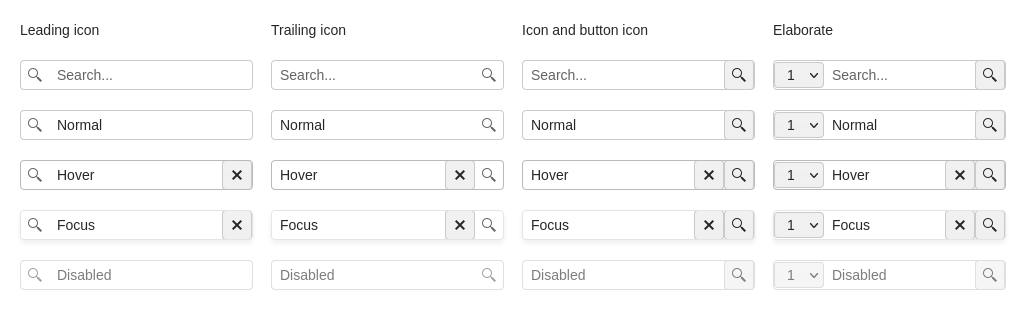 Leading icon Trailing icon Icon and button icon Elaborate
Search... Search... Search... 1 Search...
Normal Normal Normal 1 Normal
Hover Hover Hover 1 Hover
Focus Focus Focus 1 Focus
Disabled Disabled Disabled 1 Disabled